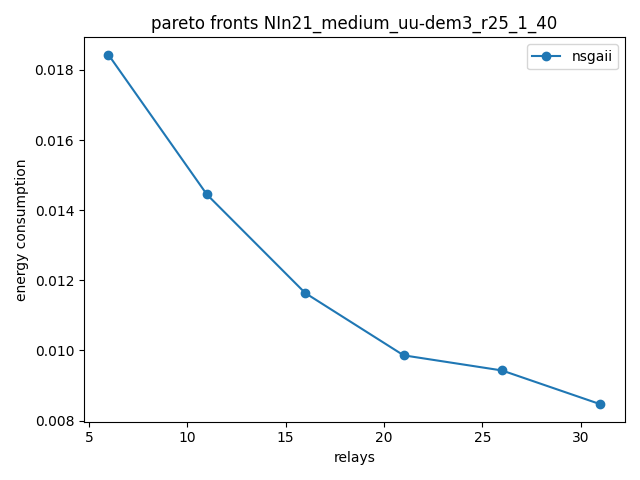 pareto fronts NIn21_medium_uu-dem3_r25_1_40
nsgaii
0.018
0.016
0.014
0.012
0.010
0.008
energy consumption
5 10 15 20 25 30
relays